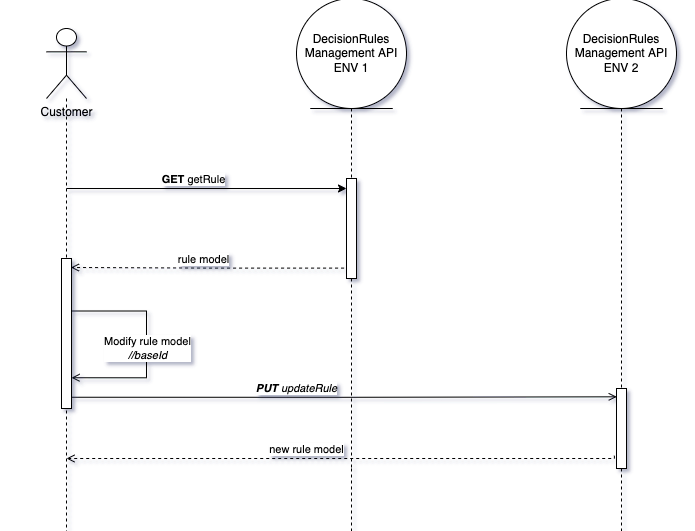 DecisionRules
Management API
ENV 1
DecisionRules
Management API
ENV 2
Customer
GET getRule
rule model
Modify rule model
//baseId
PUT updateRule
new rule model